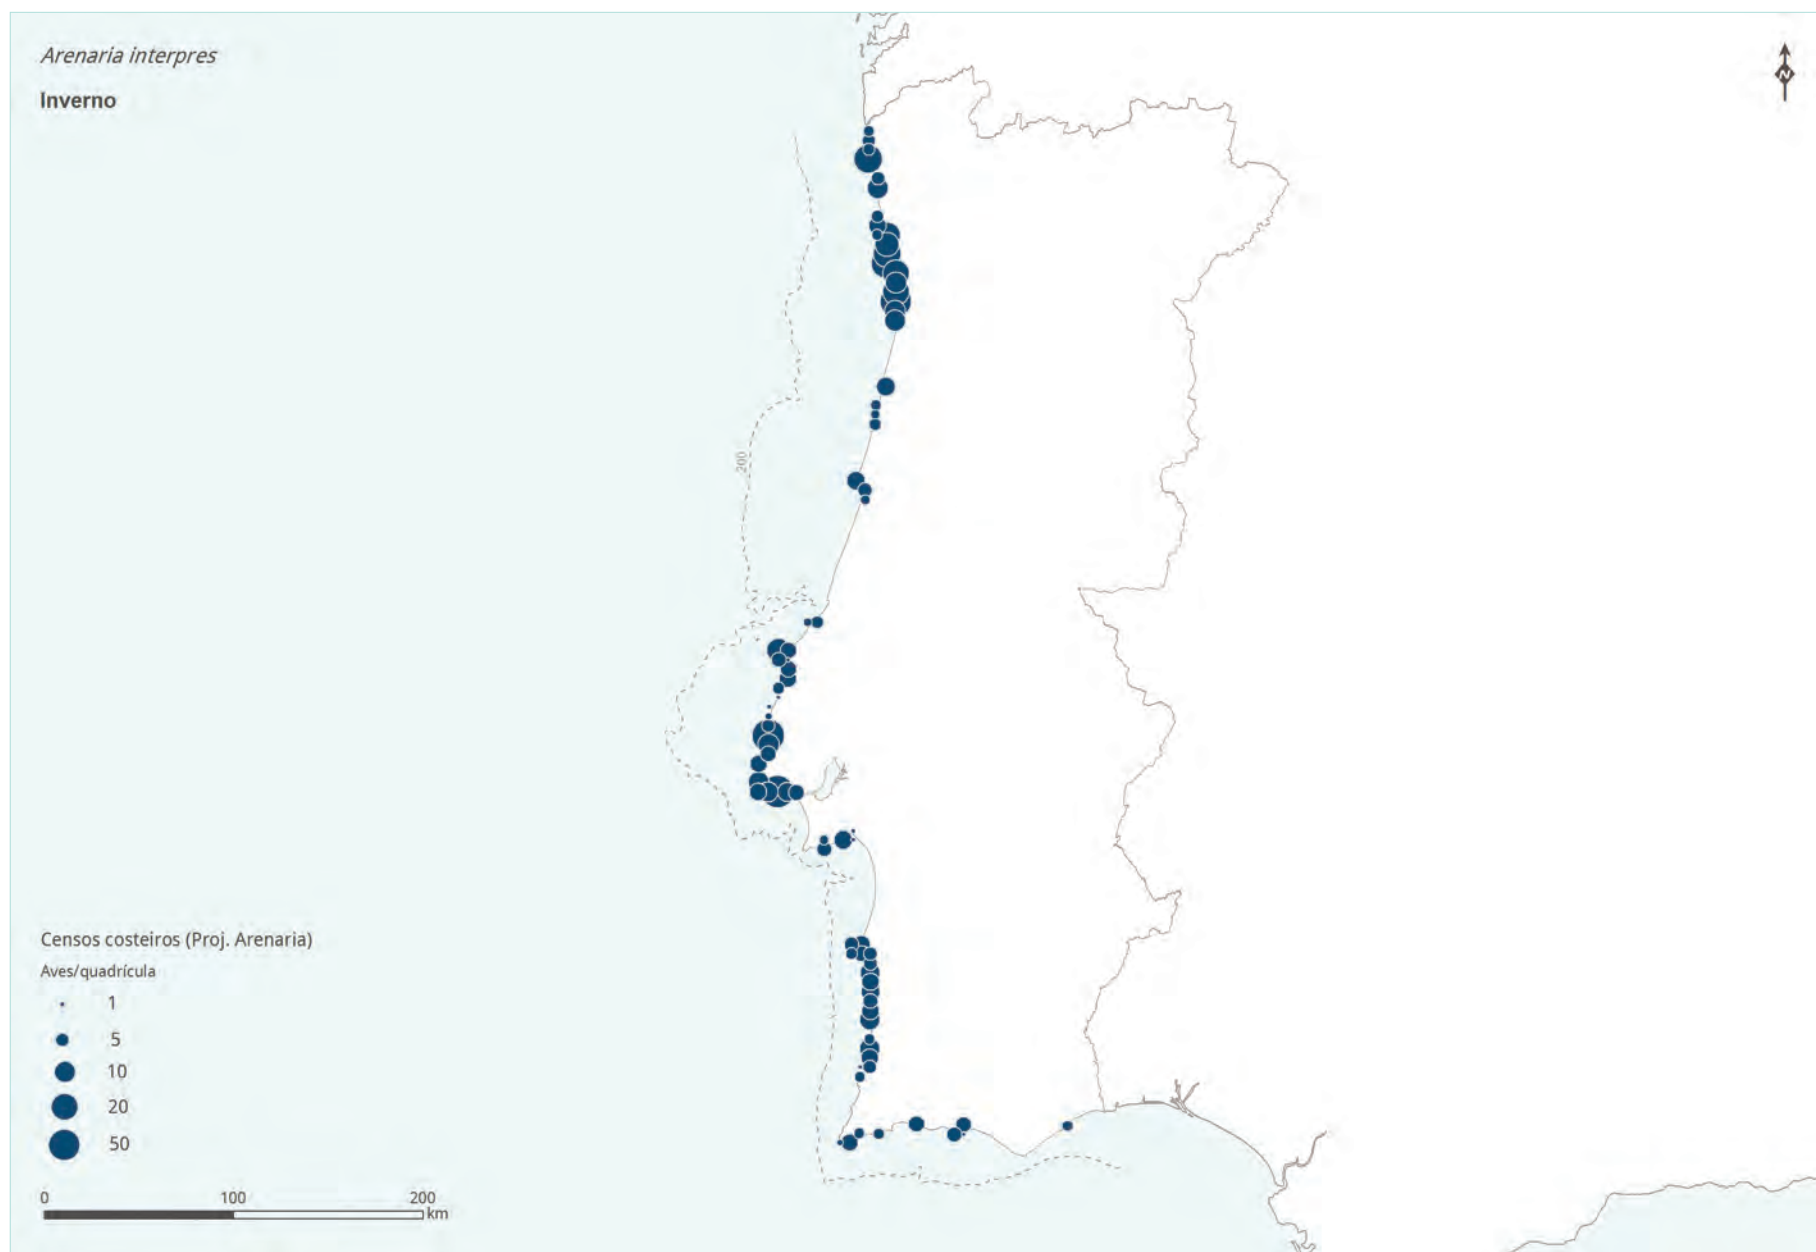 Arenaria interpres
Inverno
N
200
Censos costeiros (Proj. Arenaria)
Aves/quadrícula
1
5
10
20
50
0 100 200
km